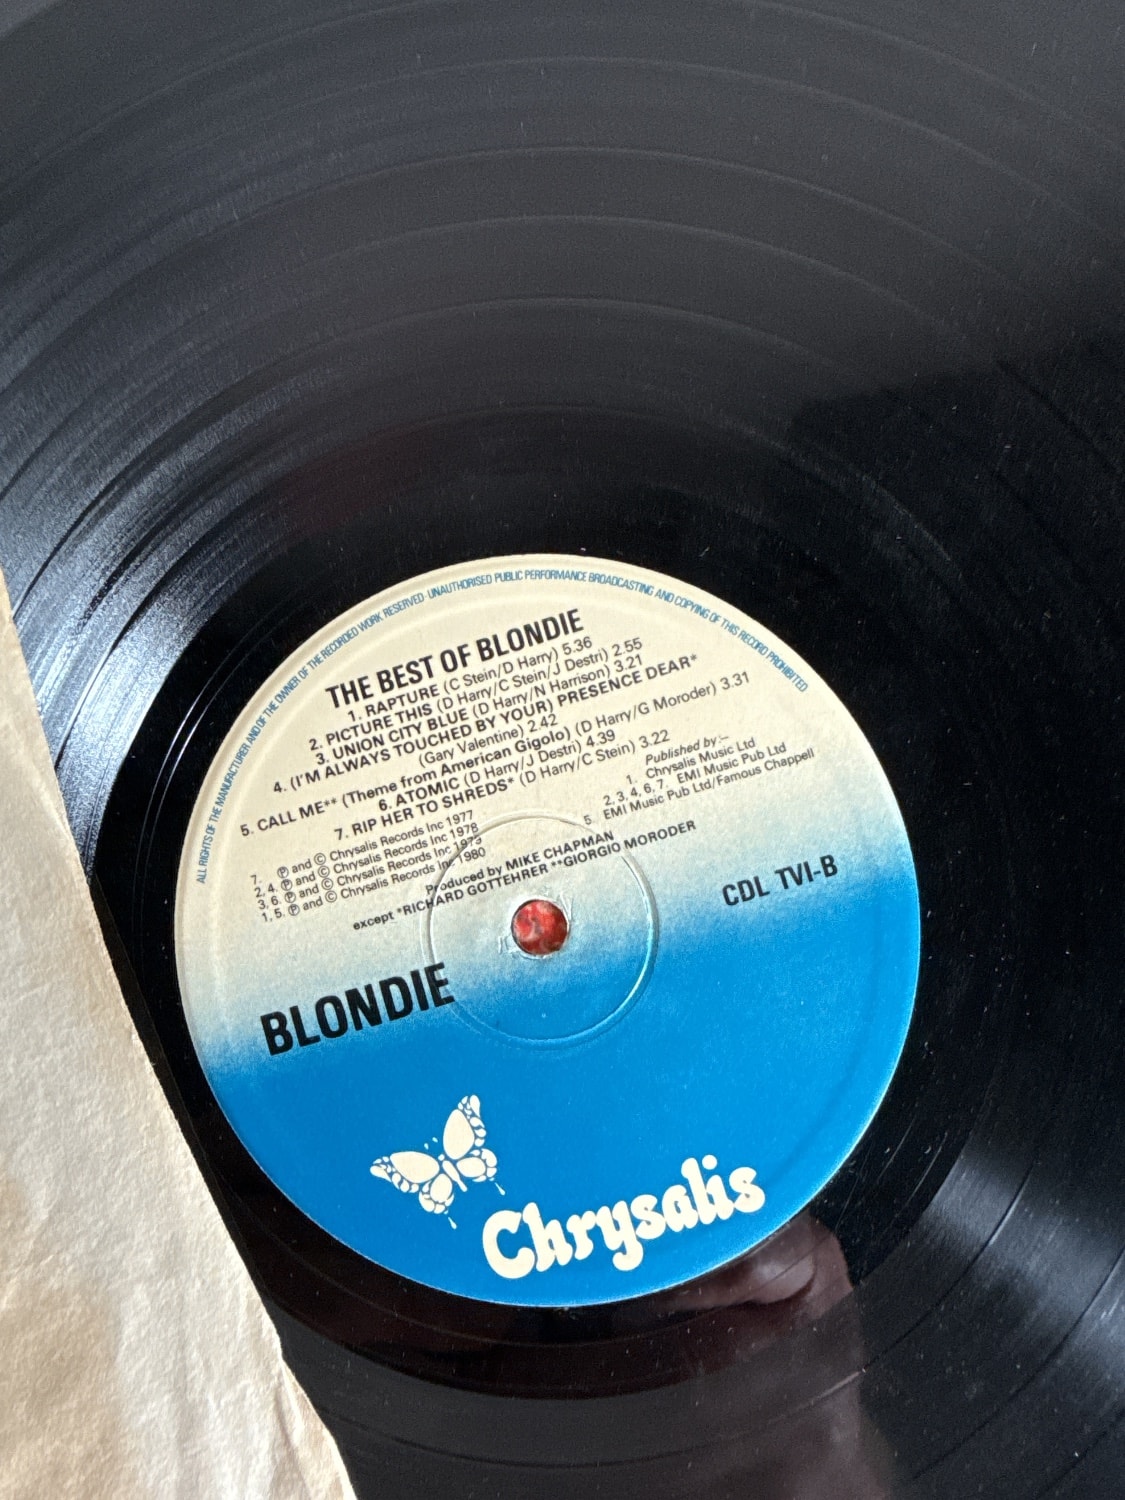 ALL RIGHTS OF THE MANUFACTURER AND OF THE OWNER OF THE RECORDED WORK RESERVED · UNAUTHORISED PUBLIC PERFORMANCE BROADCASTING AND COPYING OF THIS RECORD PROHIBITED
THE BEST OF BLONDIE
1. RAPTURE (C Stein/D Harry) 5.36
2. PICTURE THIS (D Harry/C Stein/J Destri) 2.55
3. UNION CITY BLUE (D Harry/N Harrison) 3.21
4. (I'M ALWAYS TOUCHED BY YOUR) PRESENCE DEAR*
(Gary Valentine) 2.42
5. CALL ME** (Theme from American Gigolo) (D Harry/G Moroder) 3.31
6. ATOMIC (D Harry/J Destri) 4.39
7. RIP HER TO SHREDS* (D Harry/C Stein) 3.22
Published by:–
1. Chrysalis Music Ltd
2, 3, 4, 6, 7. EMI Music Pub Ltd
5. EMI Music Pub Ltd/Famous Chappell
7. ℗ and © Chrysalis Records Inc 1977
2, 4. ℗ and © Chrysalis Records Inc 1978
3, 6. ℗ and © Chrysalis Records Inc 1979
1, 5. ℗ and © Chrysalis Records Inc 1980
Produced by MIKE CHAPMAN
except *RICHARD GOTTEHRER **GIORGIO MORODER
CDL TVI-B
BLONDIE
Chrysalis